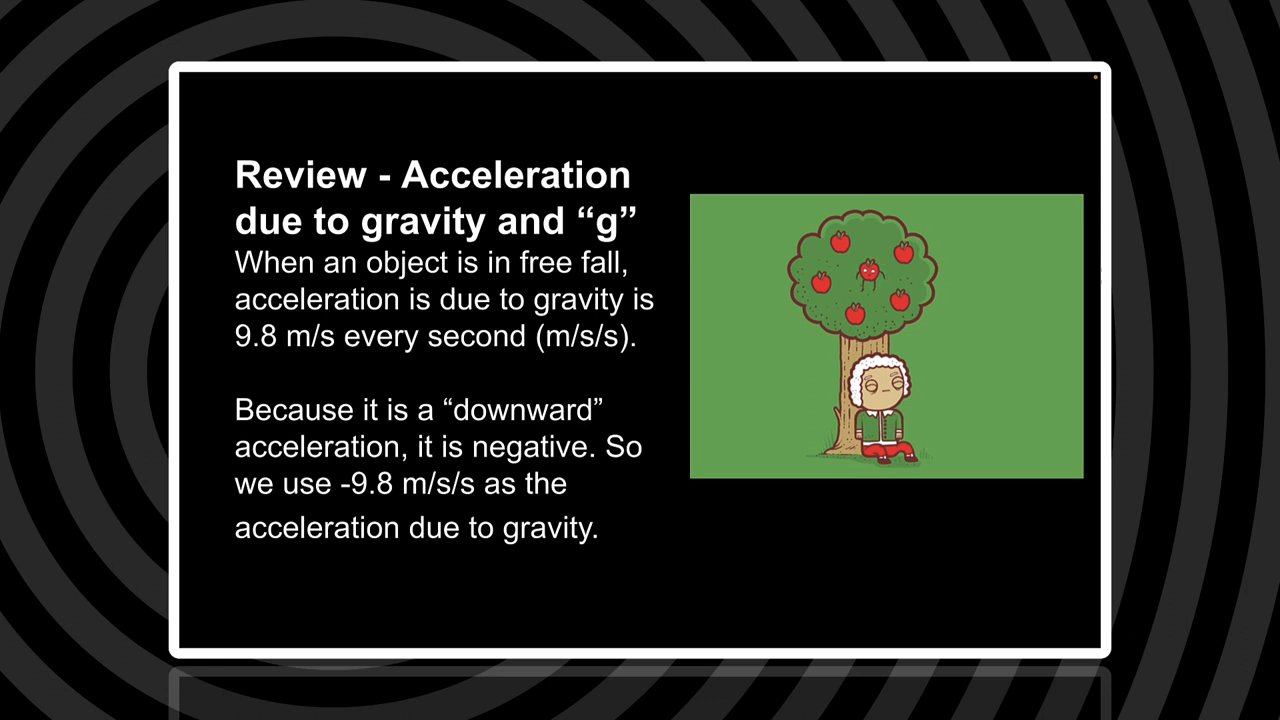 Review - Acceleration
due to gravity and “g”
When an object is in free fall,
acceleration is due to gravity is
9.8 m/s every second (m/s/s).
Because it is a “downward”
acceleration, it is negative. So
we use -9.8 m/s/s as the
acceleration due to gravity.